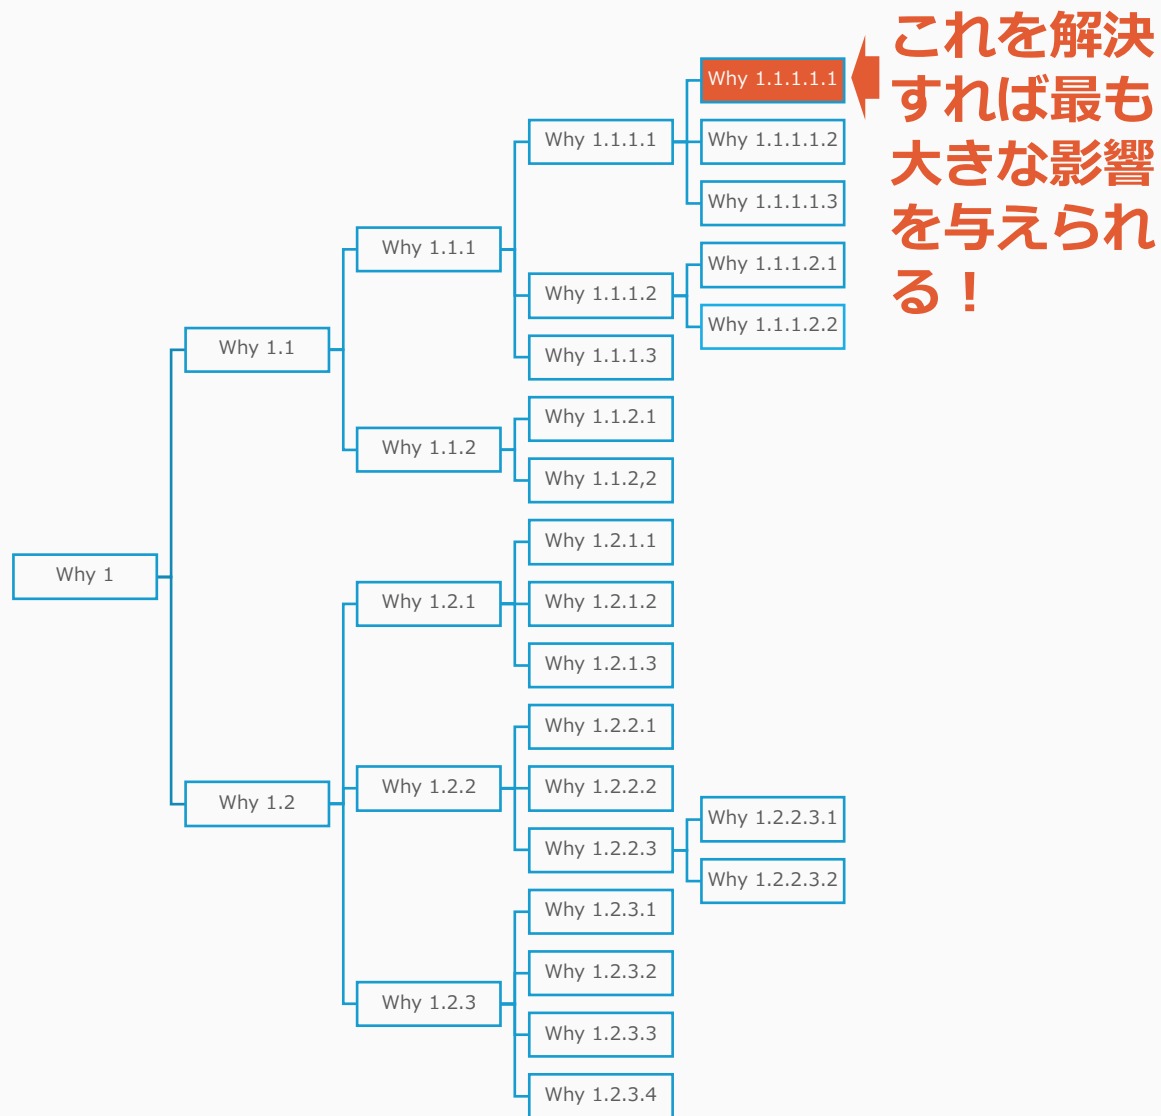 これを解決
すれば最も
大きな影響
を与えられ
る！
Why 1.1.1.1.1
Why 1.1.1.1
Why 1.1.1.1.2
Why 1.1.1.1.3
Why 1.1.1
Why 1.1.1.2.1
Why 1.1.1.2
Why 1.1.1.2.2
Why 1.1
Why 1.1.1.3
Why 1.1.2.1
Why 1.1.2
Why 1.1.2,2
Why 1.2.1.1
Why 1
Why 1.2.1
Why 1.2.1.2
Why 1.2.1.3
Why 1.2.2.1
Why 1.2.2
Why 1.2.2.2
Why 1.2
Why 1.2.2.3.1
Why 1.2.2.3
Why 1.2.2.3.2
Why 1.2.3.1
Why 1.2.3.2
Why 1.2.3
Why 1.2.3.3
Why 1.2.3.4